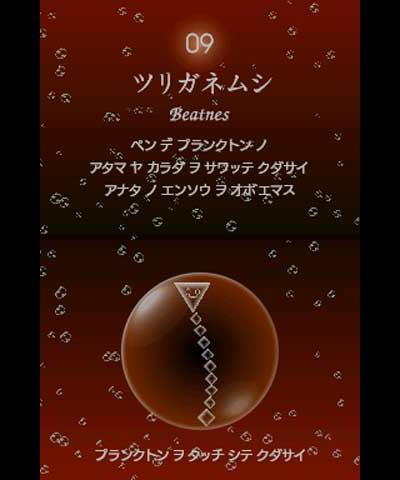 09
ツリガネムシ
Beatnes
ペン デ プランクトン ノ
アタマ ヤ カラダ ヲ サワッテ クダサイ
アナタ ノ エンソウ ヲ オボエマス
プランクトン ヲ タッチ シテ クダサイ